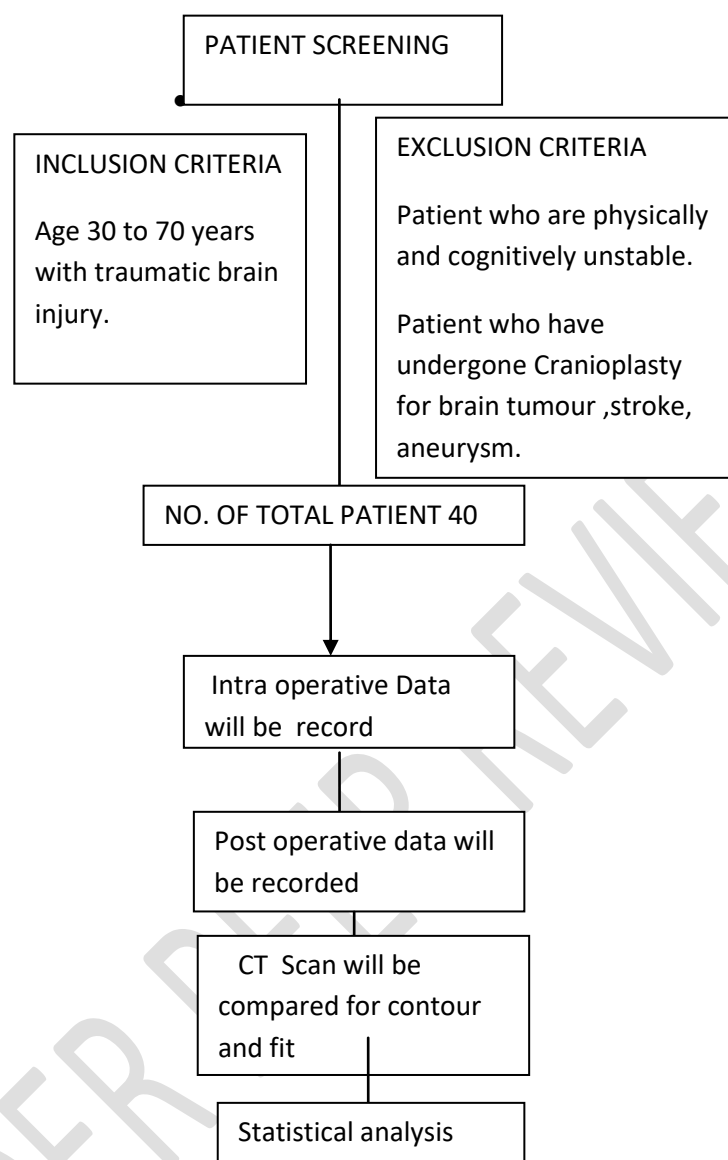 PATIENT SCREENING
INCLUSION CRITERIA
Age 30 to 70 years
with traumatic brain
injury.
EXCLUSION CRITERIA
Patient who are physically
and cognitively unstable.
Patient who have
undergone Cranioplasty
for brain tumour ,stroke,
aneurysm.
NO. OF TOTAL PATIENT 40
Intra operative Data
will be record
Post operative data will
be recorded
CT Scan will be
compared for contour
and fit
Statistical analysis